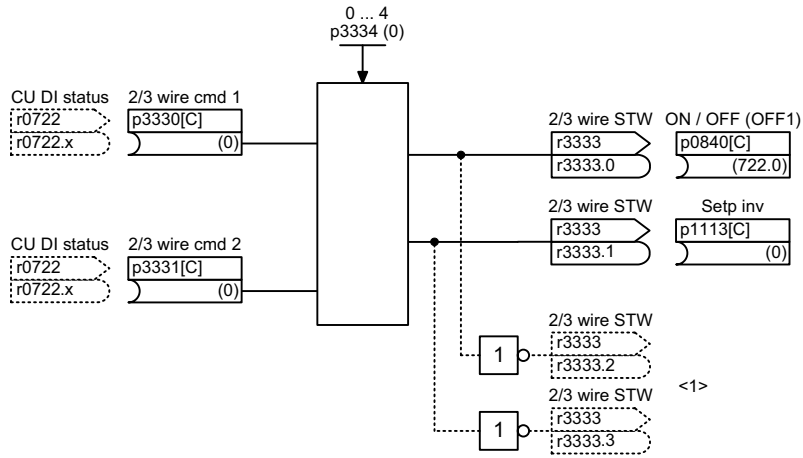 0 ... 4
p3334 (0)
CU DI status
r0722
r0722.x
2/3 wire cmd 1
p3330[C]
(0)
2/3 wire STW
r3333
r3333.0
ON / OFF (OFF1)
p0840[C]
(722.0)
2/3 wire STW
r3333
r3333.1
Setp inv
p1113[C]
(0)
CU DI status
r0722
r0722.x
2/3 wire cmd 2
p3331[C]
(0)
1
2/3 wire STW
r3333
r3333.2
<1>
1
2/3 wire STW
r3333
r3333.3